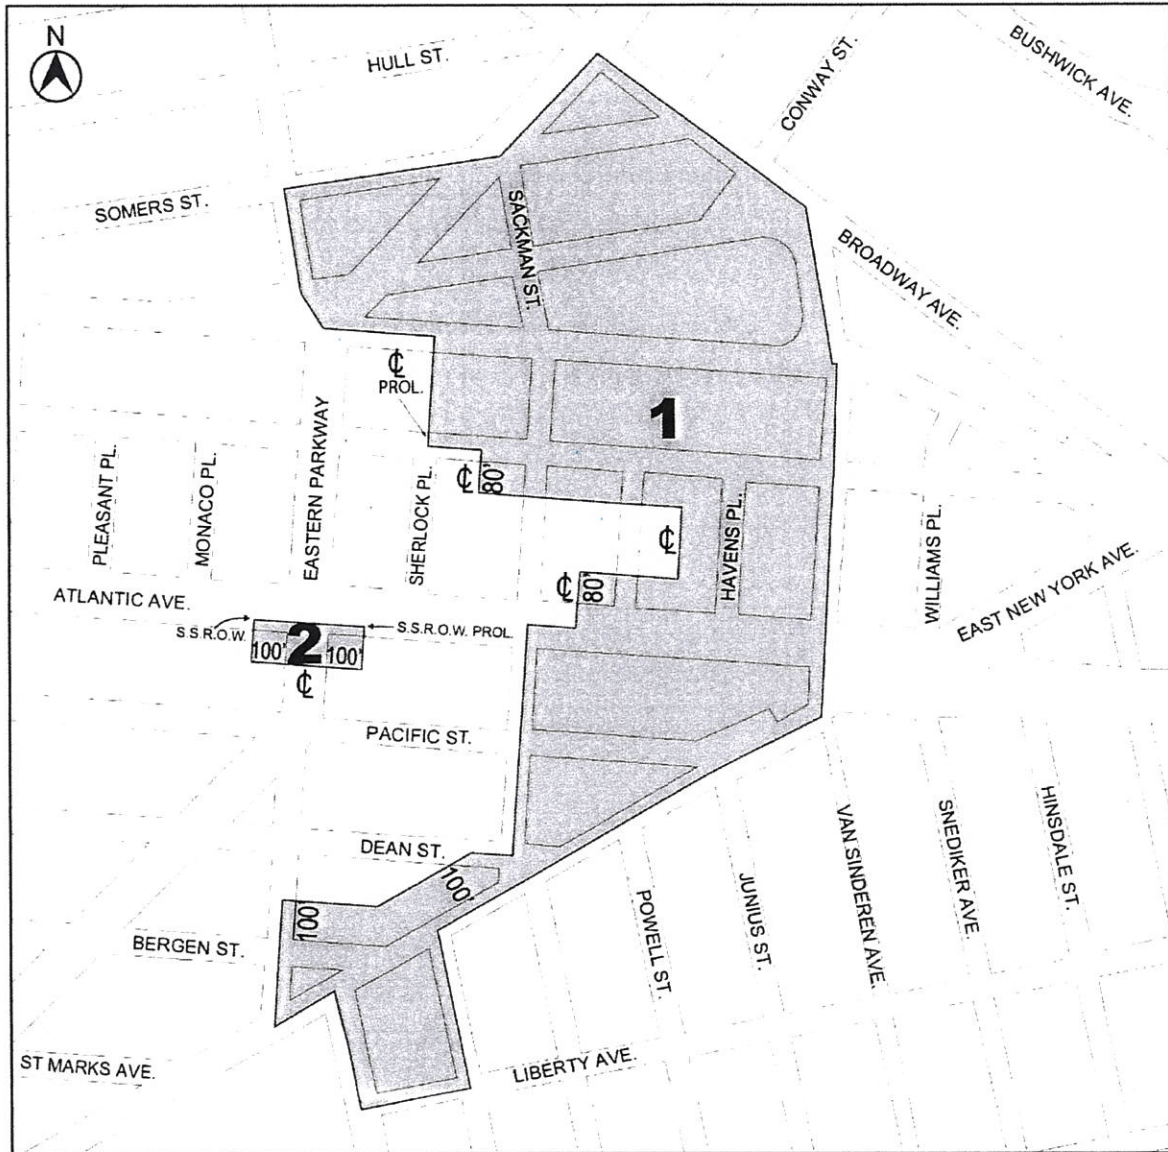 N
HULL ST.
CONWAY ST.
BUSHWICK AVE.
SOMERS ST.
SACKMAN ST.
BROADWAY AVE.
℄
PROL.
1
EASTERN PARKWAY
PLEASANT PL.
MONACO PL.
SHERLOCK PL.
℄
80'
HAVENS PL.
℄
WILLIAMS PL.
℄
80'
EAST NEW YORK AVE.
ATLANTIC AVE.
S.S.R.O.W.
S.S.R.O.W. PROL.
100'
2
100'
℄
PACIFIC ST.
DEAN ST.
100'
100'
BERGEN ST.
POWELL ST.
JUNIUS ST.
VAN SINDEREN AVE.
SNEDIKER AVE.
HINSDALE ST.
ST MARKS AVE.
LIBERTY AVE.